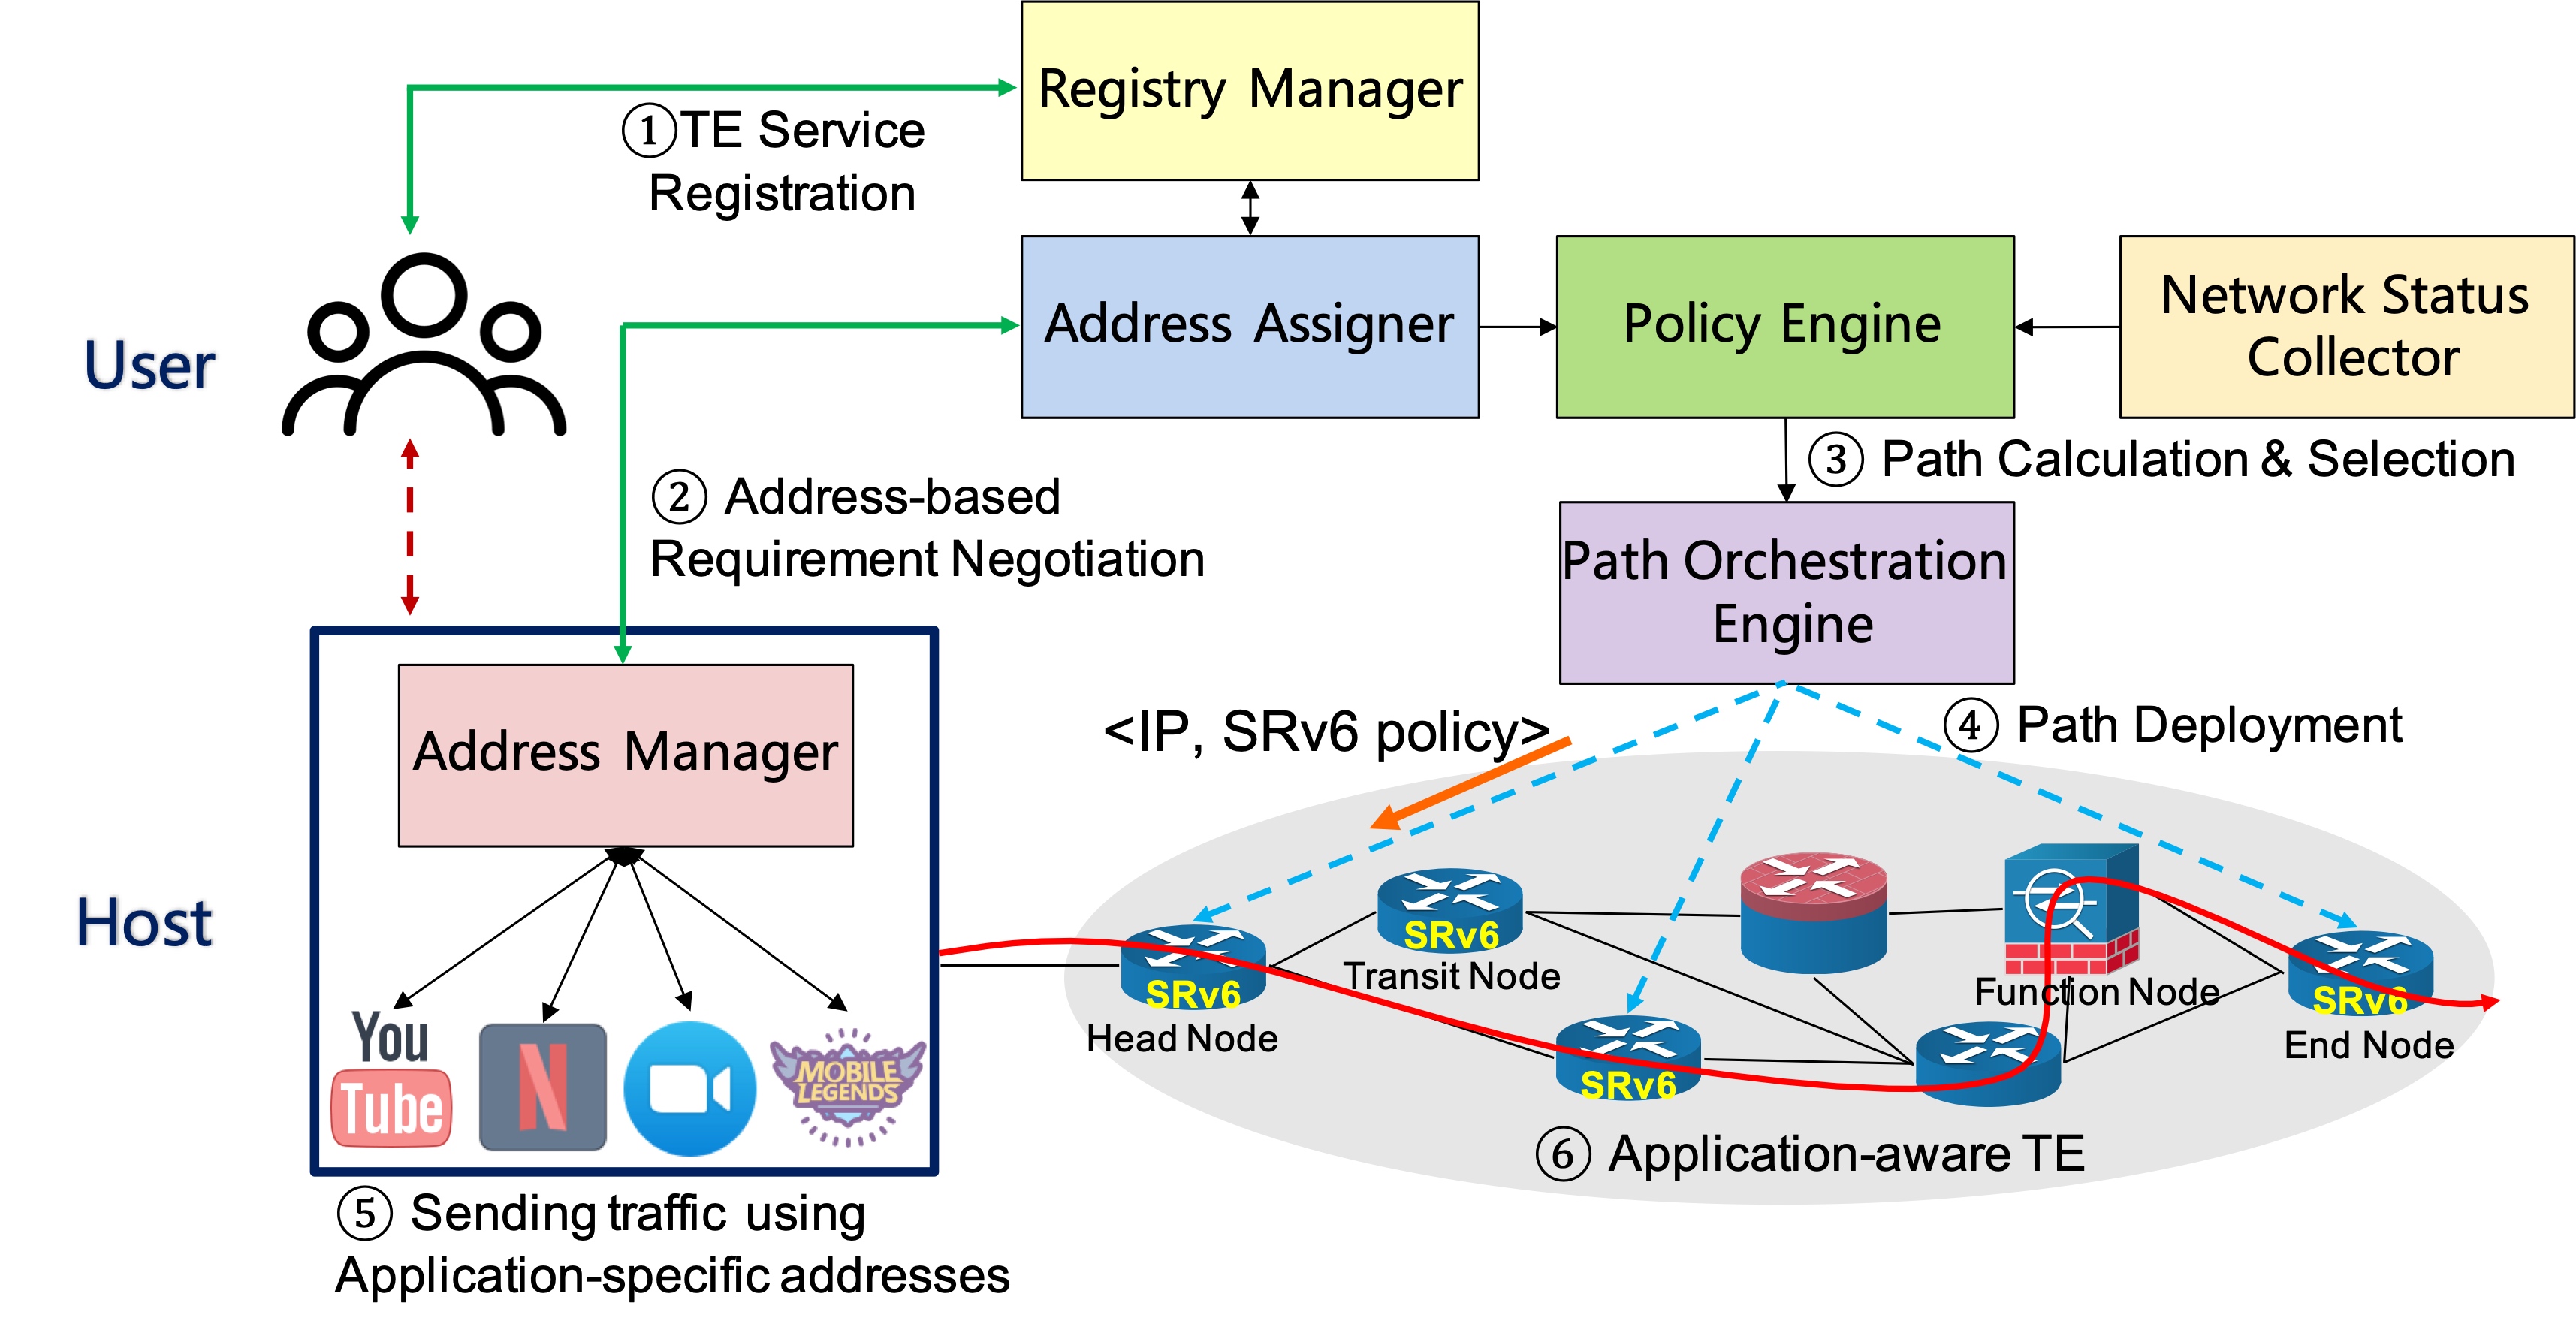 Registry Manager
①TE Service
Registration
User
Address Assigner
Policy Engine
Network Status
Collector
② Address-based
Requirement Negotiation
③ Path Calculation & Selection
Path Orchestration
Engine
<IP, SRv6 policy>
④ Path Deployment
Address Manager
Host
You
Tube
N
MOBILE
LEGENDS
SRv6
Head Node
SRv6
Transit Node
SRv6
Function Node
SRv6
End Node
⑥ Application-aware TE
⑤ Sending traffic using
Application-specific addresses